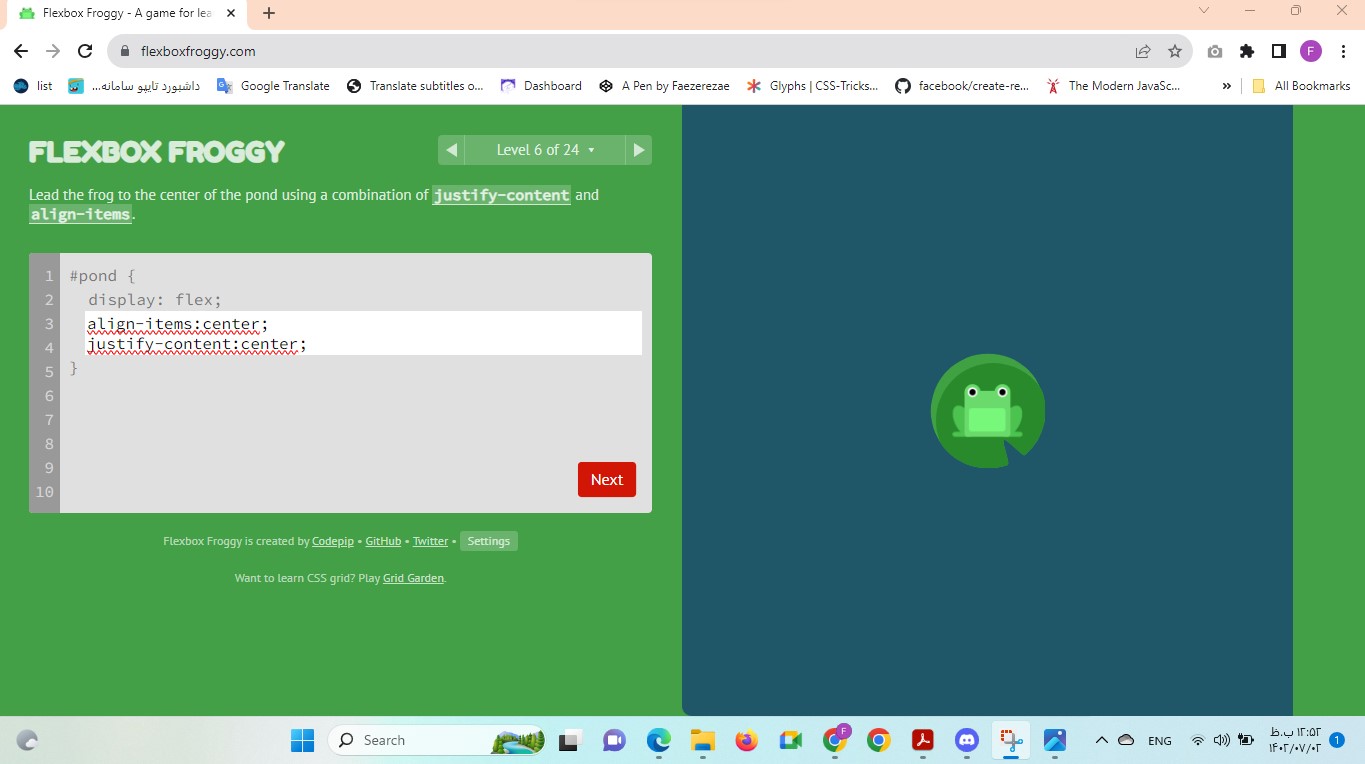 Flexbox Froggy - A game for lea
flexboxfroggy.com
F
list
داشبورد تاپیو سامانه...
Google Translate
Translate subtitles o...
Dashboard
A Pen by Faezerezae
Glyphs | CSS-Tricks...
facebook/create-re...
The Modern JavaSc...
»
All Bookmarks
FLEXBOX FROGGY
Level 6 of 24
Lead the frog to the center of the pond using a combination of justify-content and
align-items.
1 #pond {
2 display: flex;
3 align-items:center;
4 justify-content:center;
5 }
6
7
8
9
10
Next
Flexbox Froggy is created by Codepip • GitHub • Twitter • Settings
Want to learn CSS grid? Play Grid Garden.
Search
F
ENG
۱۲:۵۲ ب.ظ
۱۴۰۲/۰۷/۰۲
1